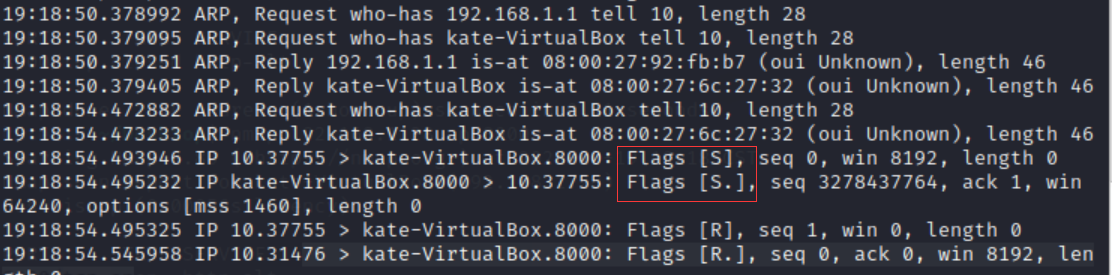 19:18:50.378992 ARP, Request who-has 192.168.1.1 tell 10, length 28
19:18:50.379095 ARP, Request who-has kate-VirtualBox tell 10, length 28
19:18:50.379251 ARP, Reply 192.168.1.1 is-at 08:00:27:92:fb:b7 (oui Unknown), length 46
19:18:50.379405 ARP, Reply kate-VirtualBox is-at 08:00:27:6c:27:32 (oui Unknown), length 46
19:18:54.472882 ARP, Request who-has kate-VirtualBox tell 10, length 28
19:18:54.473233 ARP, Reply kate-VirtualBox is-at 08:00:27:6c:27:32 (oui Unknown), length 46
19:18:54.493946 IP 10.37755 > kate-VirtualBox.8000: Flags [S], seq 0, win 8192, length 0
19:18:54.495232 IP kate-VirtualBox.8000 > 10.37755: Flags [S.], seq 3278437764, ack 1, win
64240, options [mss 1460], length 0
19:18:54.495325 IP 10.37755 > kate-VirtualBox.8000: Flags [R], seq 1, win 0, length 0
19:18:54.545958 IP 10.31476 > kate-VirtualBox.8000: Flags [R.], seq 0, ack 0, win 8192, len
gth 0